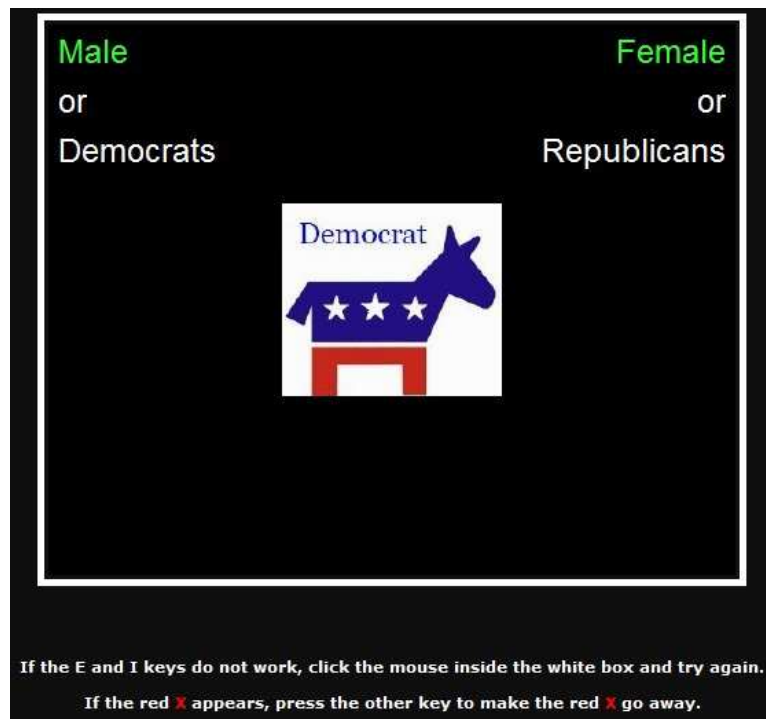 Male Female
or or
Democrats Republicans
Democrat
If the E and I keys do not work, click the mouse inside the white box and try again.
If the red X appears, press the other key to make the red X go away.